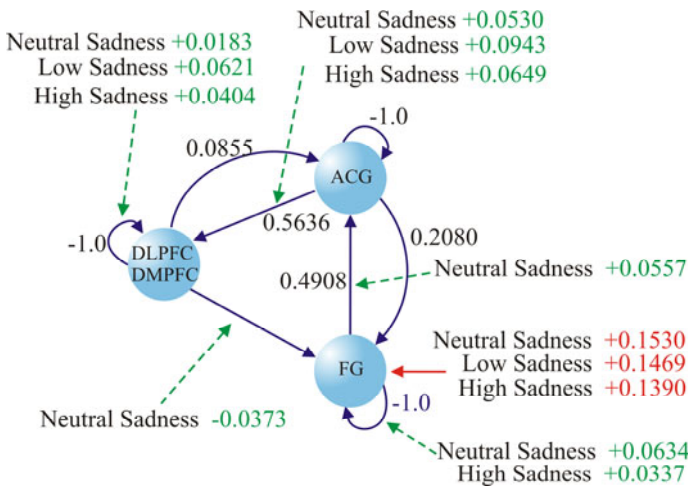 Neutral Sadness +0.0183
Low Sadness +0.0621
High Sadness +0.0404
Neutral Sadness +0.0530
Low Sadness +0.0943
High Sadness +0.0649
-1.0
0.0855
ACG
0.5636
0.2080
-1.0
DLPFC
DMPFC
0.4908
Neutral Sadness +0.0557
FG
Neutral Sadness +0.1530
Low Sadness +0.1469
High Sadness +0.1390
-1.0
Neutral Sadness -0.0373
Neutral Sadness +0.0634
High Sadness +0.0337